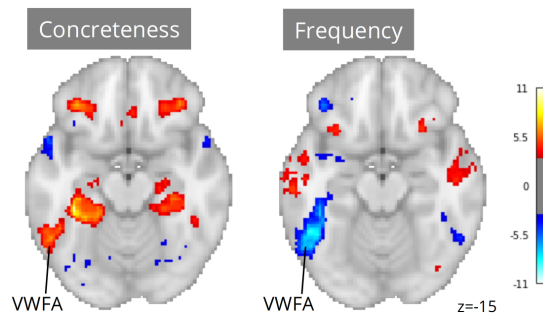 Concreteness
Frequency
11
5.5
0
-5.5
-11
VWFA
VWFA
z=-15